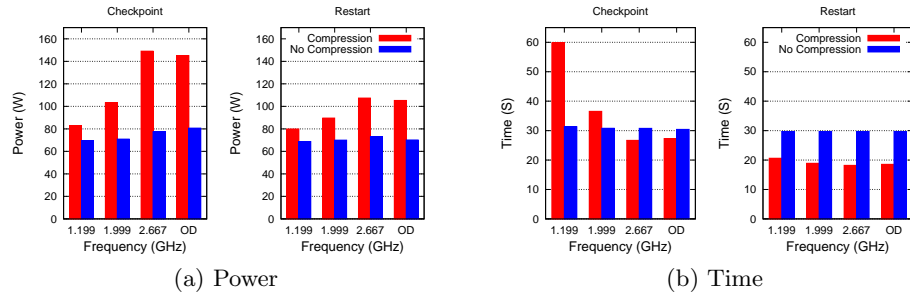 Checkpoint
Power (W)
160
140
120
100
80
60
40
20
0
1.199 1.999 2.667 OD
Frequency (GHz)
Restart
Compression
No Compression
Power (W)
160
140
120
100
80
60
40
20
0
1.199 1.999 2.667 OD
Frequency (GHz)
(a) Power
Checkpoint
Time (S)
60
50
40
30
20
10
0
1.199 1.999 2.667 OD
Frequency (GHz)
Restart
Compression
No Compression
Time (S)
60
50
40
30
20
10
0
1.199 1.999 2.667 OD
Frequency (GHz)
(b) Time